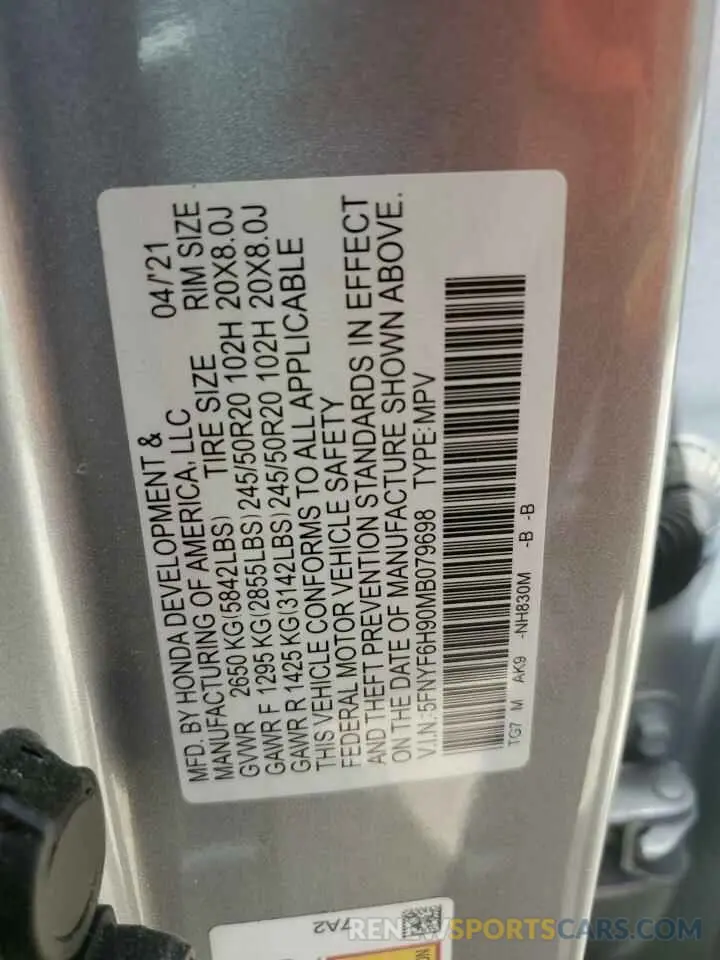 MFD. BY HONDA DEVELOPMENT &
MANUFACTURING OF AMERICA, LLC 04/'21
GVWR 2650 KG (5842LBS) TIRE SIZE RIM SIZE
GAWR F 1295 KG (2855LBS) 245/50R20 102H 20X8.0J
GAWR R 1425 KG (3142LBS) 245/50R20 102H 20X8.0J
THIS VEHICLE CONFORMS TO ALL APPLICABLE
FEDERAL MOTOR VEHICLE SAFETY
AND THEFT PREVENTION STANDARDS IN EFFECT
ON THE DATE OF MANUFACTURE SHOWN ABOVE.
V.I.N.:5FNYF6H90MB079698 TYPE:MPV
TG7 M AK9 -NH830M -B -B
7A2
RENEWSPORTSCARS.COM